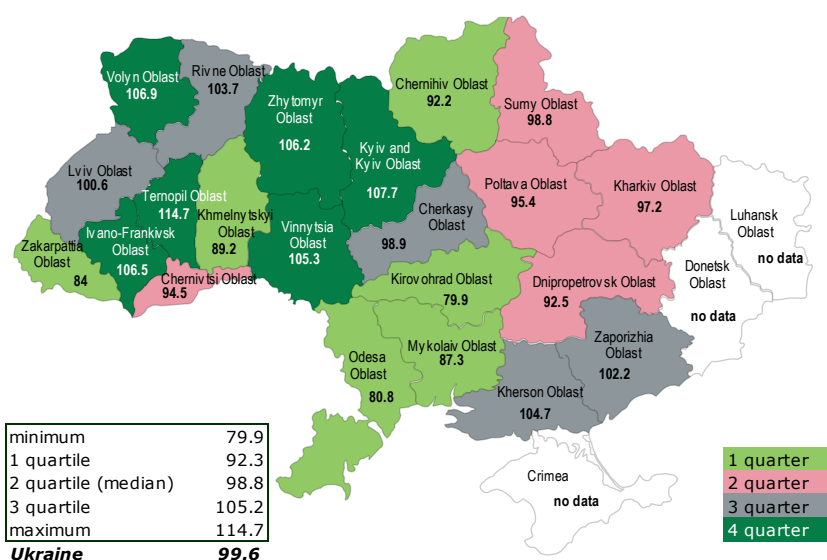 Volyn Oblast
106.9
Rivne Oblast
103.7
Zhytomyr
Oblast
106.2
Kyiv and
Kyiv Oblast
107.7
Chernihiv Oblast
92.2
Sumy Oblast
98.8
Lviv Oblast
100.6
Ternopil Oblast
114.7
Khmelnytskyi
Oblast
89.2
Vinnytsia
Oblast
105.3
Cherkasy
Oblast
98.9
Poltava Oblast
95.4
Kharkiv Oblast
97.2
Luhansk
Oblast
no data
Zakarpattia
Oblast
84
Ivano-Frankivsk
Oblast
106.5
Chernivtsi Oblast
94.5
Kirovohrad Oblast
79.9
Dnipropetrovsk Oblast
92.5
Donetsk
Oblast
no data
Odesa
Oblast
80.8
Mykolaiv Oblast
87.3
Zaporizhia
Oblast
102.2
Kherson Oblast
104.7
Crimea
no data
minimum 79.9
1 quartile 92.3
2 quartile (median) 98.8
3 quartile 105.2
maximum 114.7
Ukraine 99.6
1 quarter
2 quarter
3 quarter
4 quarter